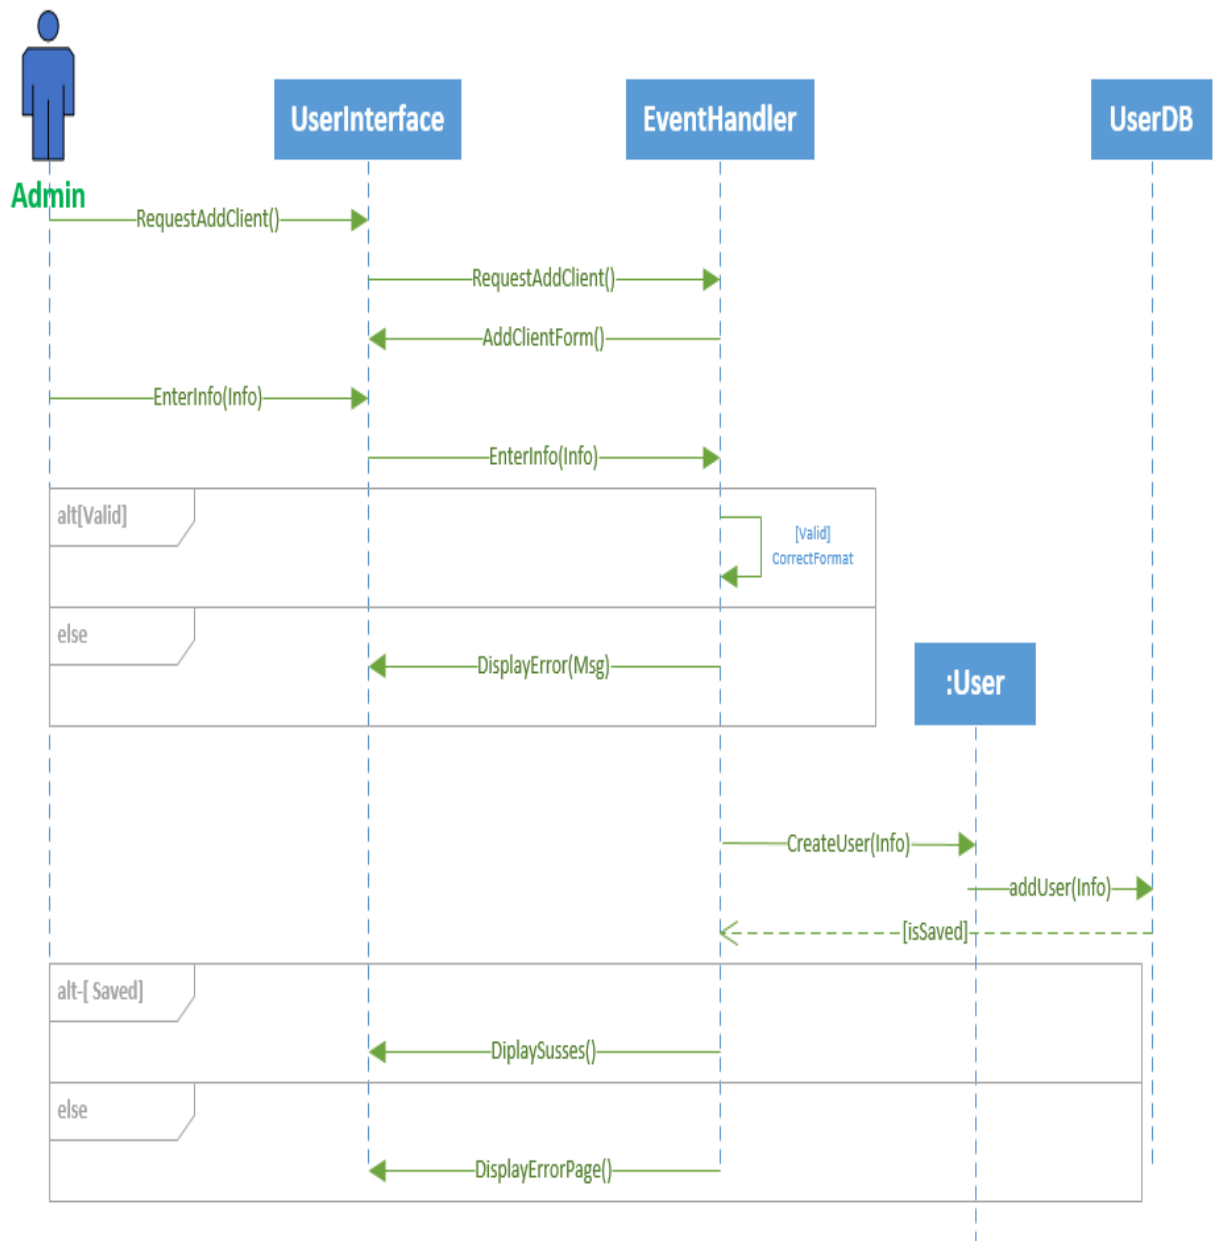 UserInterface
EventHandler
UserDB
Admin
RequestAddClient()
RequestAddClient()
AddClientForm()
EnterInfo(Info)
EnterInfo(Info)
alt[Valid]
[Valid]
CorrectFormat
else
DisplayError(Msg)
:User
CreateUser(Info)
addUser(Info)
[isSaved]
alt-[ Saved]
DiplaySusses()
else
DisplayErrorPage()